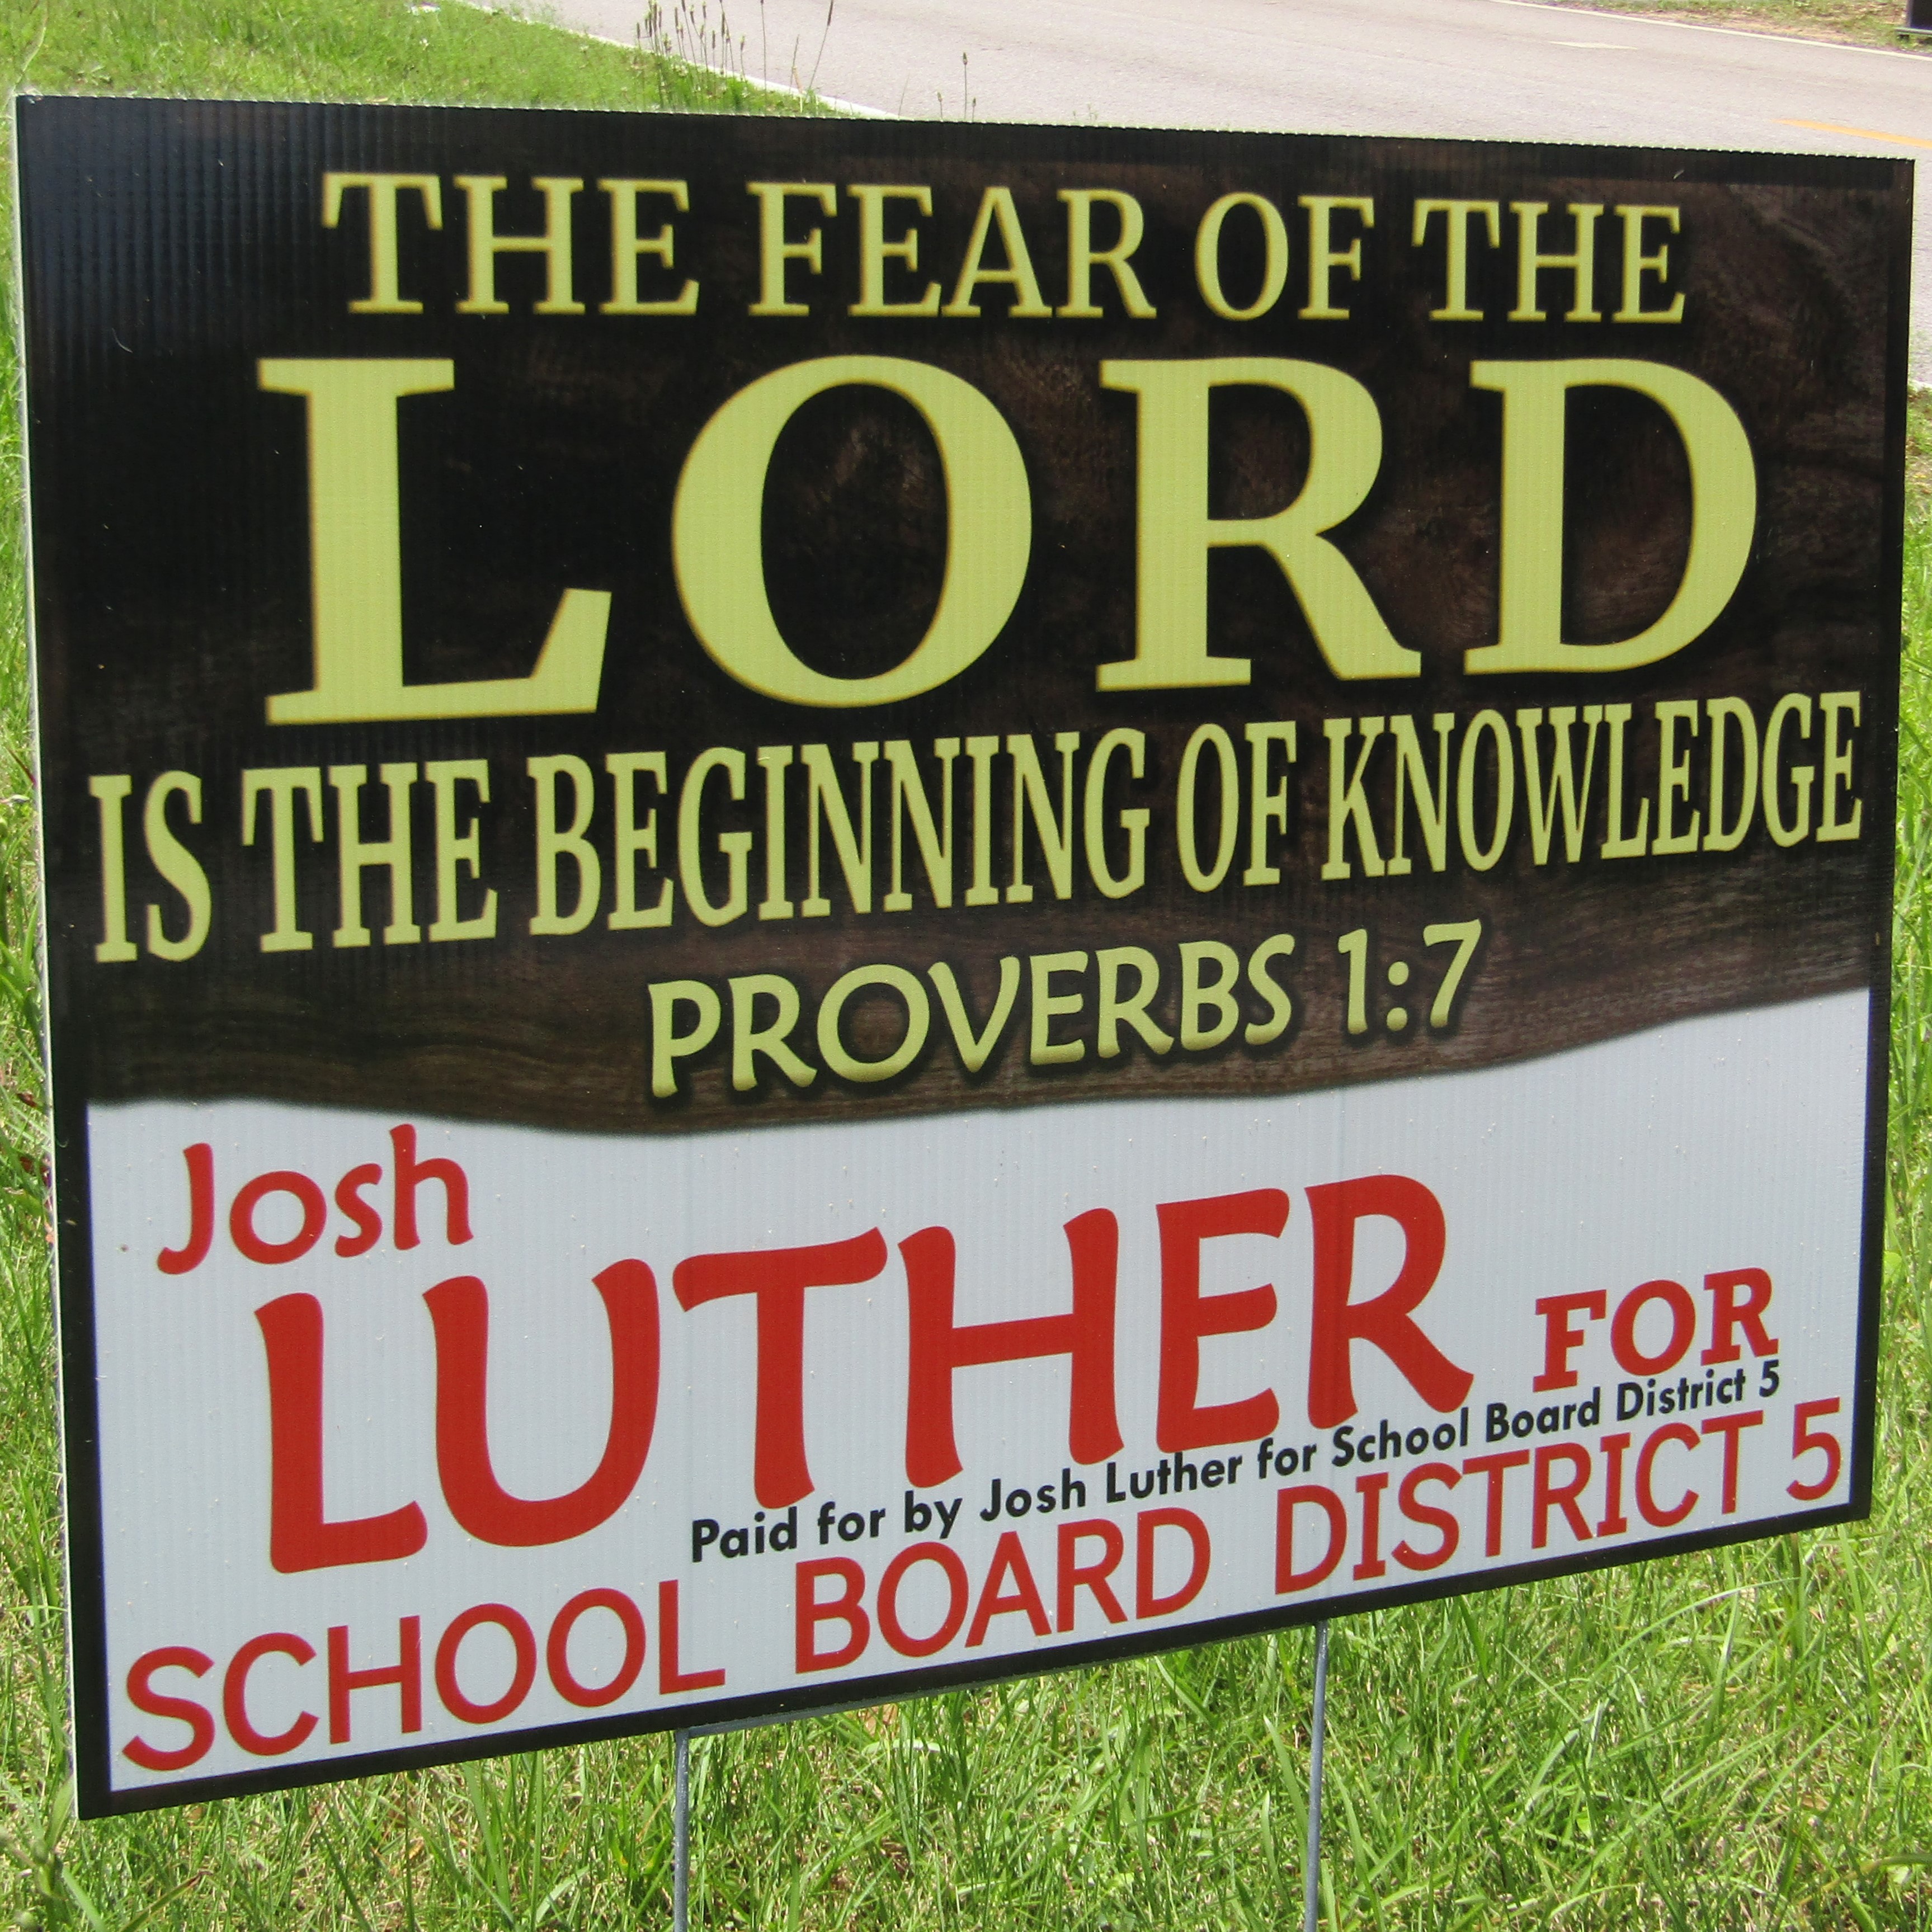 THE FEAR OF THE
LORD
IS THE BEGINNING OF KNOWLEDGE
PROVERBS 1:7
Josh
LUTHER FOR
Paid for by Josh Luther for School Board District 5
SCHOOL BOARD DISTRICT 5